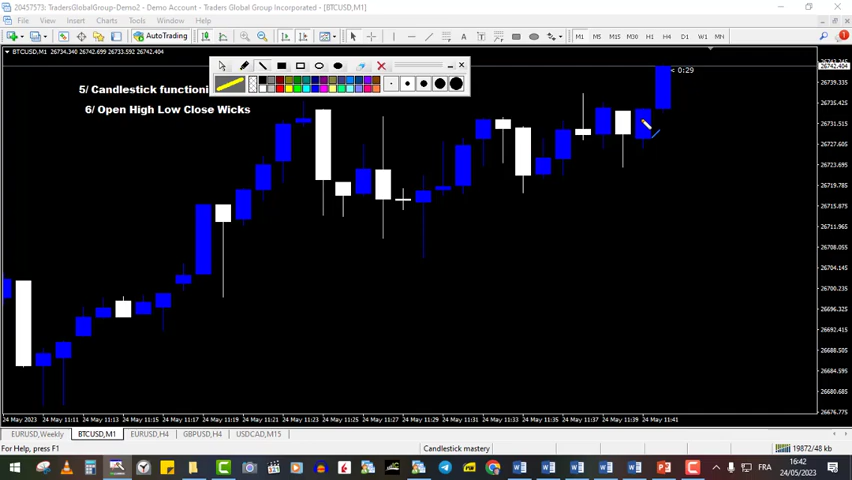 20457573: TradersGlobalGroup-Demo2 - Demo Account - Traders Global Group Incorporated - [BTCUSD,M1]
File View Insert Charts Tools Window Help
AutoTrading M1 M5 M15 M30 H1 H4 D1 W1 MN
BTCUSD,M1 26734.340 26742.699 26733.592 26742.404
26742.404
< 0:29
26739.335
5/ Candlestick functioni
26735.425
6/ Open High Low Close Wicks
26731.515
26727.605
26723.695
26719.785
26715.875
26711.965
26708.055
26704.145
26700.235
26696.325
26692.415
26688.505
26684.595
26680.685
26676.775
24 May 2023 24 May 11:11 24 May 11:13 24 May 11:15 24 May 11:17 24 May 11:19 24 May 11:21 24 May 11:23 24 May 11:25 24 May 11:27 24 May 11:29 24 May 11:31 24 May 11:33 24 May 11:35 24 May 11:37 24 May 11:39 24 May 11:41
EURUSD,Weekly BTCUSD,M1 EURUSD,H4 GBPUSD,H4 USDCAD,M15
For Help, press F1 Candlestick mastery 19872/48 kb
FRA 16:42
24/05/2023